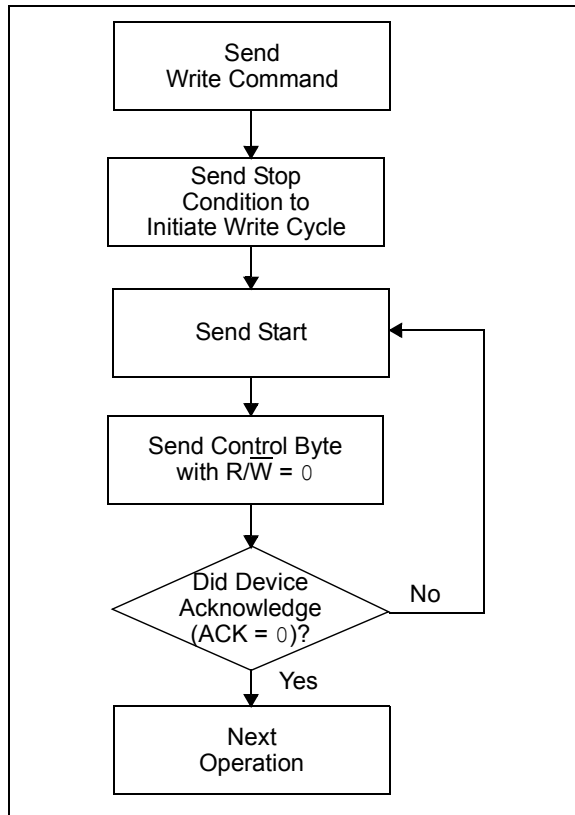 Send
Write Command
Send Stop
Condition to
Initiate Write Cycle
Send Start
Send Control Byte
with R/W̅ = 0
Did Device
Acknowledge
(ACK = 0)?
No
Yes
Next
Operation